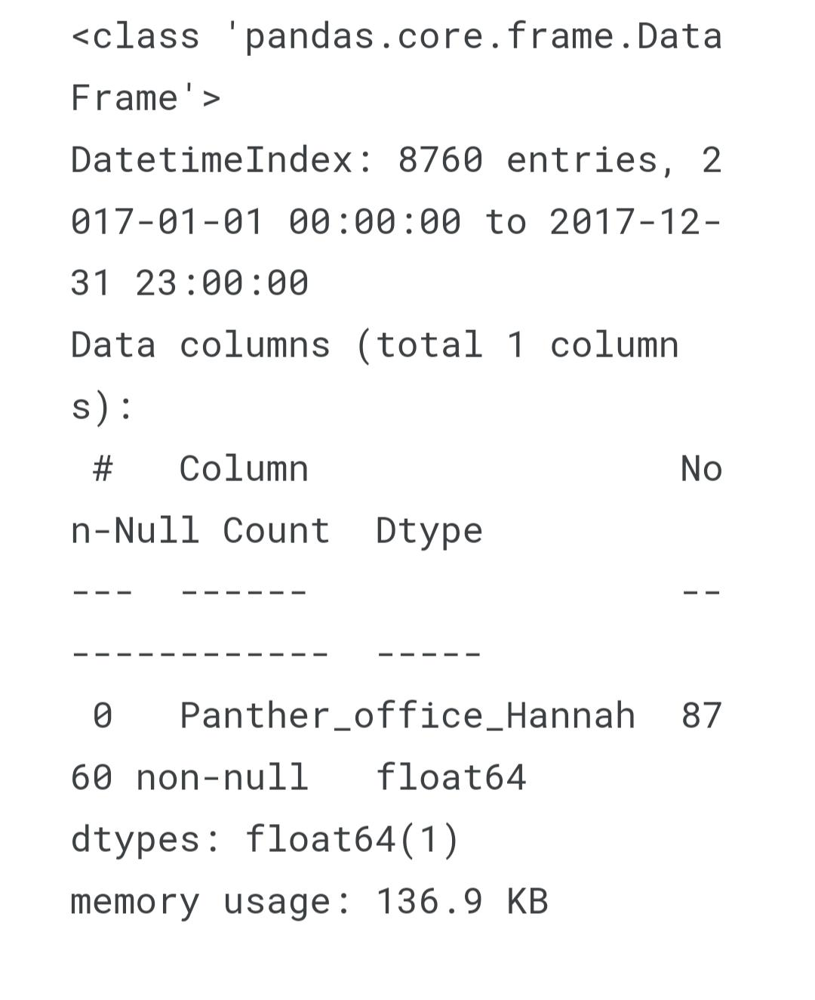 <class 'pandas.core.frame.Data
Frame'>
DatetimeIndex: 8760 entries, 2
017-01-01 00:00:00 to 2017-12-
31 23:00:00
Data columns (total 1 column
s):
 #   Column                 No
n-Null Count  Dtype
---  ------                 --
------------  -----
 0   Panther_office_Hannah  87
60 non-null   float64
dtypes: float64(1)
memory usage: 136.9 KB